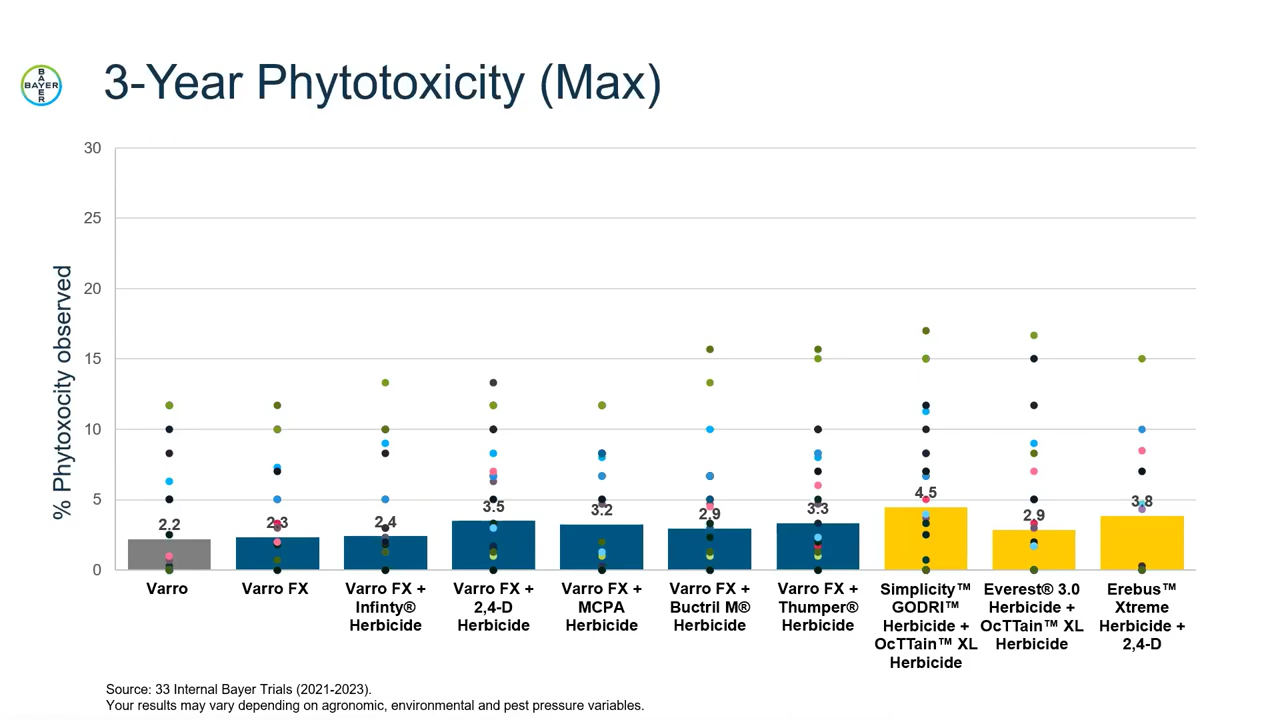 BAYER
BAYER
3-Year Phytotoxicity (Max)
% Phytoxocity observed
30
25
20
15
10
5
0
2.2
2.3
2.4
3.5
3.2
2.9
3.3
4.5
2.9
3.8
Varro
Varro FX
Varro FX +
Infinty®
Herbicide
Varro FX +
2,4-D
Herbicide
Varro FX +
MCPA
Herbicide
Varro FX +
Buctril M®
Herbicide
Varro FX +
Thumper®
Herbicide
Simplicity™
GODRI™
Herbicide +
OcTTain™ XL
Herbicide
Everest® 3.0
Herbicide +
OcTTain™ XL
Herbicide
Erebus™
Xtreme
Herbicide +
2,4-D
Source: 33 Internal Bayer Trials (2021-2023).
Your results may vary depending on agronomic, environmental and pest pressure variables.